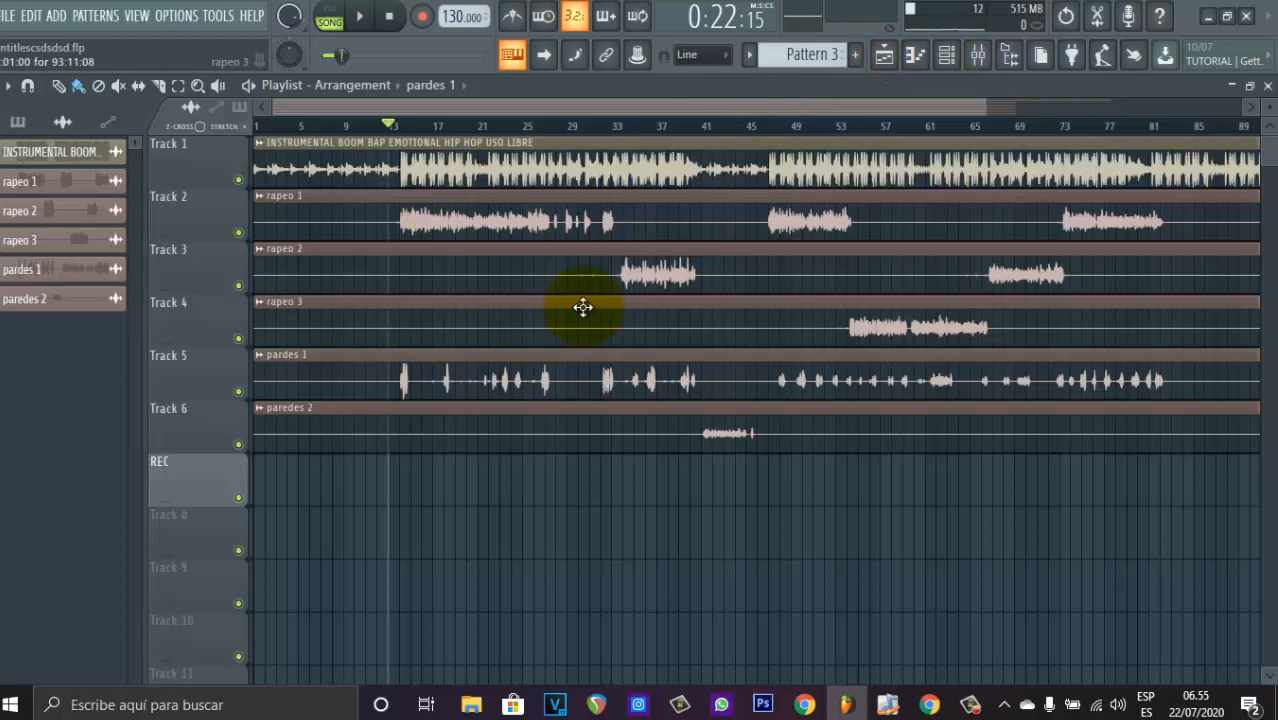 FILE EDIT ADD PATTERNS VIEW OPTIONS TOOLS HELP
PAT
SONG
130.000
3.2.
0:22:15
M:S:CS
12
515 MB
0
ntitlescsdsdsd.flp
01:00 for 93:11:08
rapeo 3
Line
Pattern 3
10/07
TUTORIAL | Gett..
Playlist - Arrangement
pardes 1
Z-CROSS
STRETCH
1 5 9 13 17 21 25 29 33 37 41 45 49 53 57 61 65 69 73 77 81 85 89
INSTRUMENTAL BOOM..
rapeo 1
rapeo 2
rapeo 3
pardes 1
paredes 2
Track 1
INSTRUMENTAL BOOM BAP EMOTIONAL HIP HOP USO LIBRE
Track 2
rapeo 1
Track 3
rapeo 2
Track 4
rapeo 3
Track 5
pardes 1
Track 6
paredes 2
REC
Track 8
Track 9
Track 10
Track 11
Escribe aquí para buscar
ESP
ES
06.55
22/07/2020
2